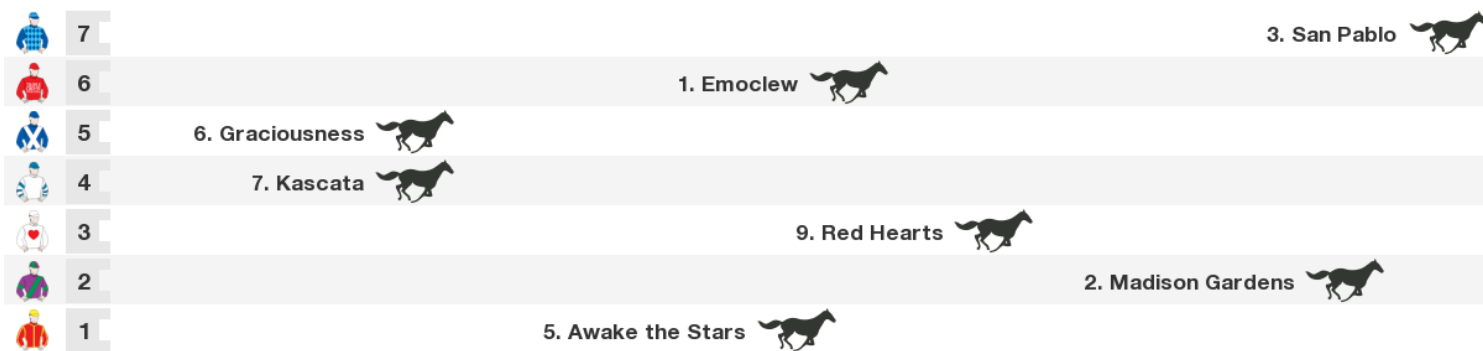 7 3. San Pablo
6 1. Emoclew
5 6. Graciousness
4 7. Kascata
3 9. Red Hearts
2 2. Madison Gardens
1 5. Awake the Stars